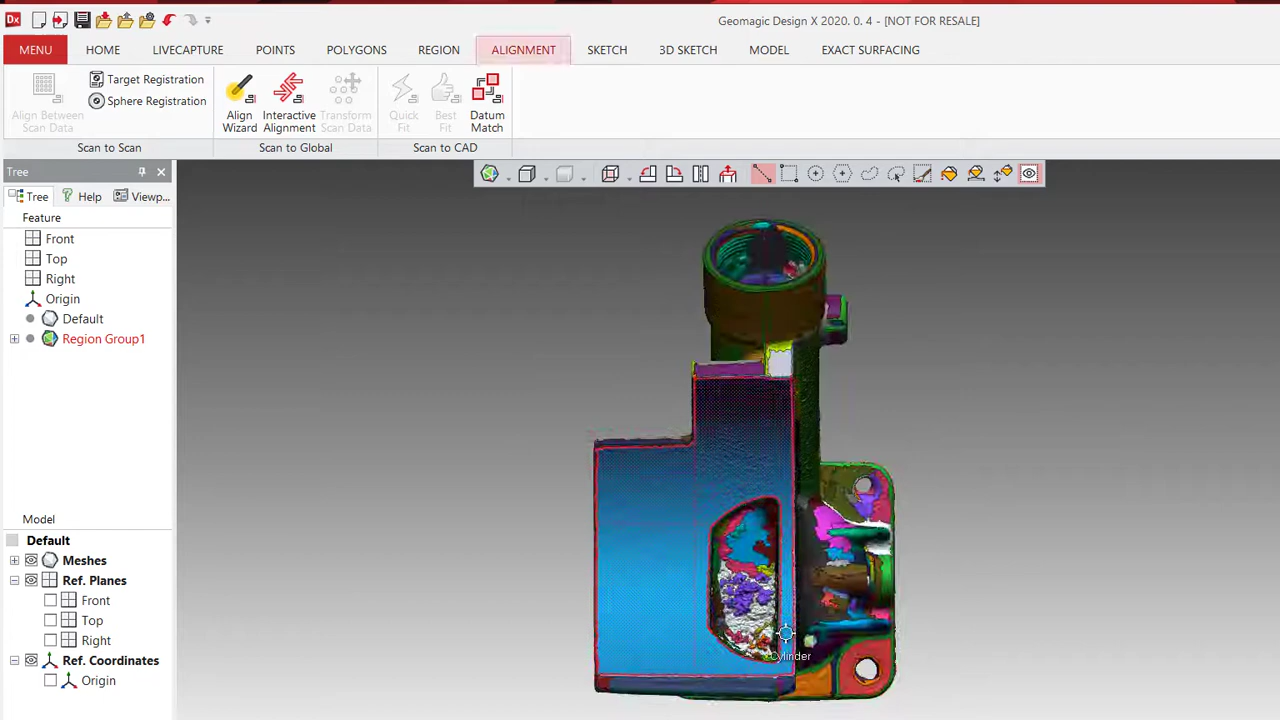 Dx
Geomagic Design X 2020. 0. 4 - [NOT FOR RESALE]
MENU HOME LIVECAPTURE POINTS POLYGONS REGION ALIGNMENT SKETCH 3D SKETCH MODEL EXACT SURFACING
Align Between Scan Data
Target Registration
Sphere Registration
Align Wizard
Interactive Alignment
Transform Scan Data
Quick Fit
Best Fit
Datum Match
Scan to Scan
Scan to Global
Scan to CAD
Tree
Tree Help Viewp...
Feature
Front
Top
Right
Origin
Default
Region Group1
Model
Default
Meshes
Ref. Planes
Front
Top
Right
Ref. Coordinates
Origin
Cylinder